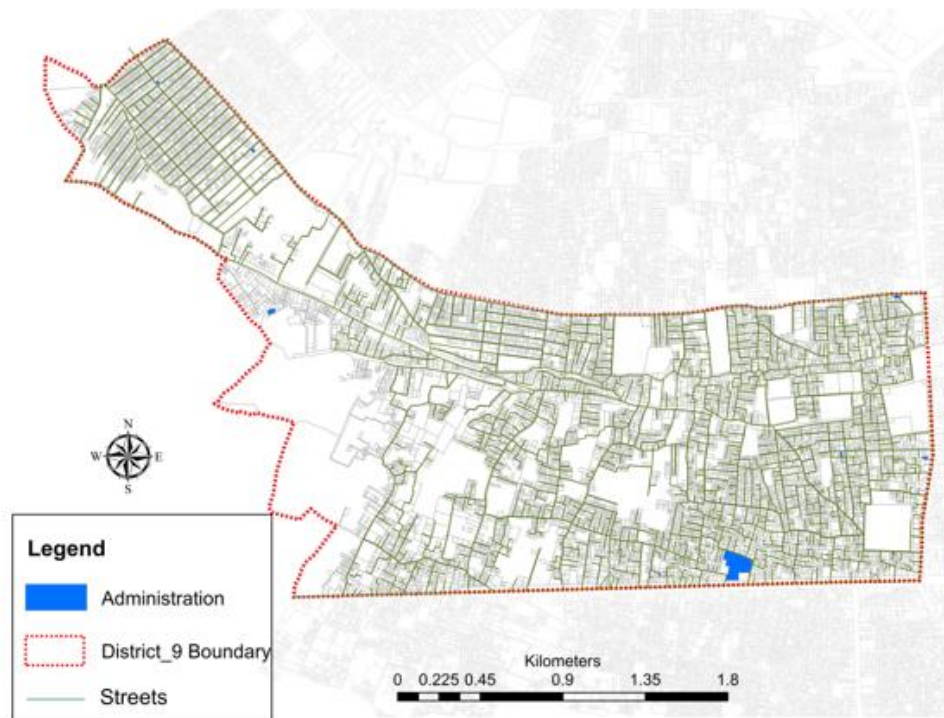 N
W E
S
Legend
Administration
District_9 Boundary
Streets
Kilometers
0 0.225 0.45 0.9 1.35 1.8